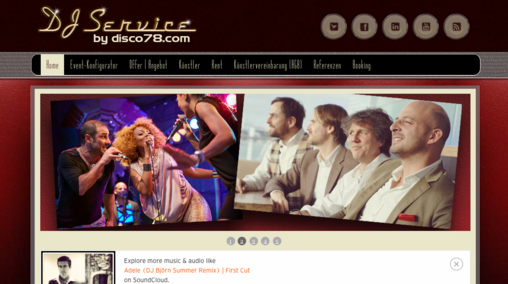 DJ Service
by disco78.com
Home Event-Konfigurator Offer | Angebot Künstler Rent Künstlervereinbarung (AGB) Referenzen Booking
1 2 3 4 5
Explore more music & audio like
Adele (DJ Björn Summer Remix) | First Cut
on SoundCloud.